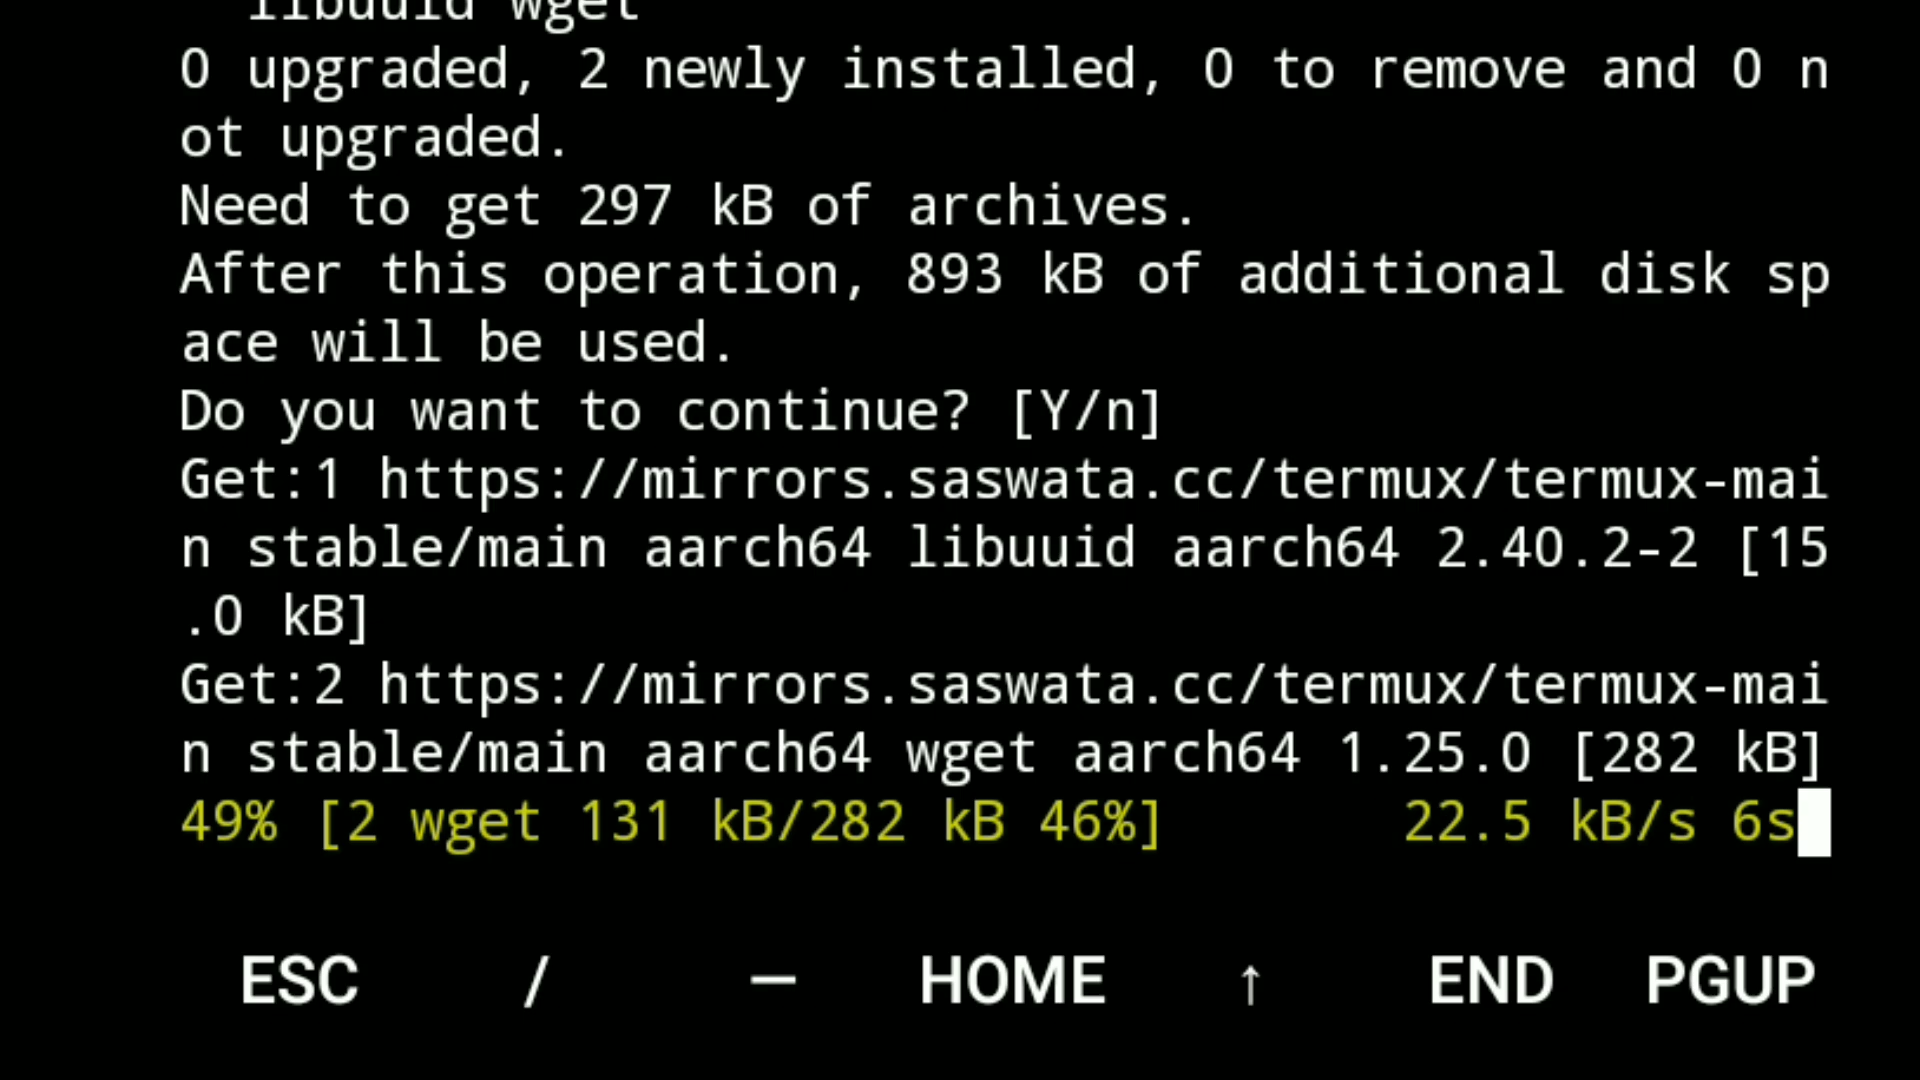 libuuid wget
0 upgraded, 2 newly installed, 0 to remove and 0 n
ot upgraded.
Need to get 297 kB of archives.
After this operation, 893 kB of additional disk sp
ace will be used.
Do you want to continue? [Y/n]
Get:1 https://mirrors.saswata.cc/termux/termux-mai
n stable/main aarch64 libuuid aarch64 2.40.2-2 [15
.0 kB]
Get:2 https://mirrors.saswata.cc/termux/termux-mai
n stable/main aarch64 wget aarch64 1.25.0 [282 kB]
49% [2 wget 131 kB/282 kB 46%] 22.5 kB/s 6s
ESC / — HOME ↑ END PGUP